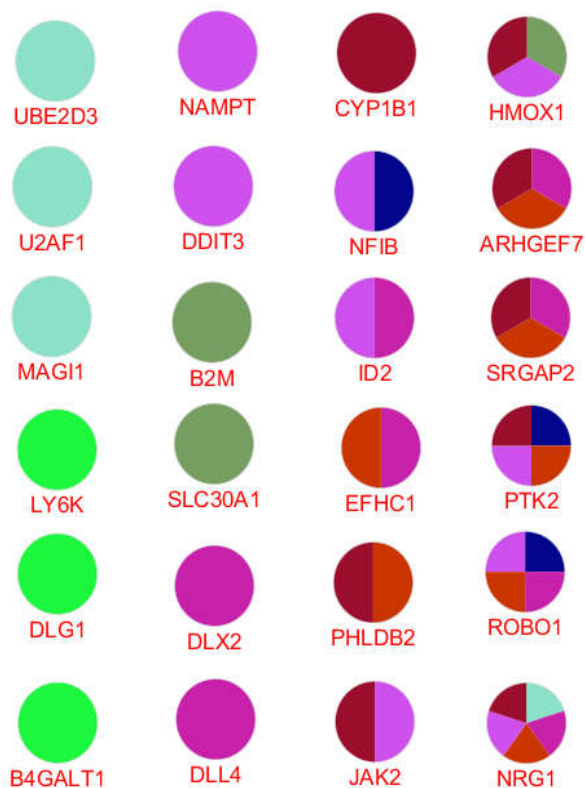 UBE2D3 NAMPT CYP1B1 HMOX1
U2AF1 DDIT3 NFIB ARHGEF7
MAGI1 B2M ID2 SRGAP2
LY6K SLC30A1 EFHC1 PTK2
DLG1 DLX2 PHLDB2 ROBO1
B4GALT1 DLL4 JAK2 NRG1